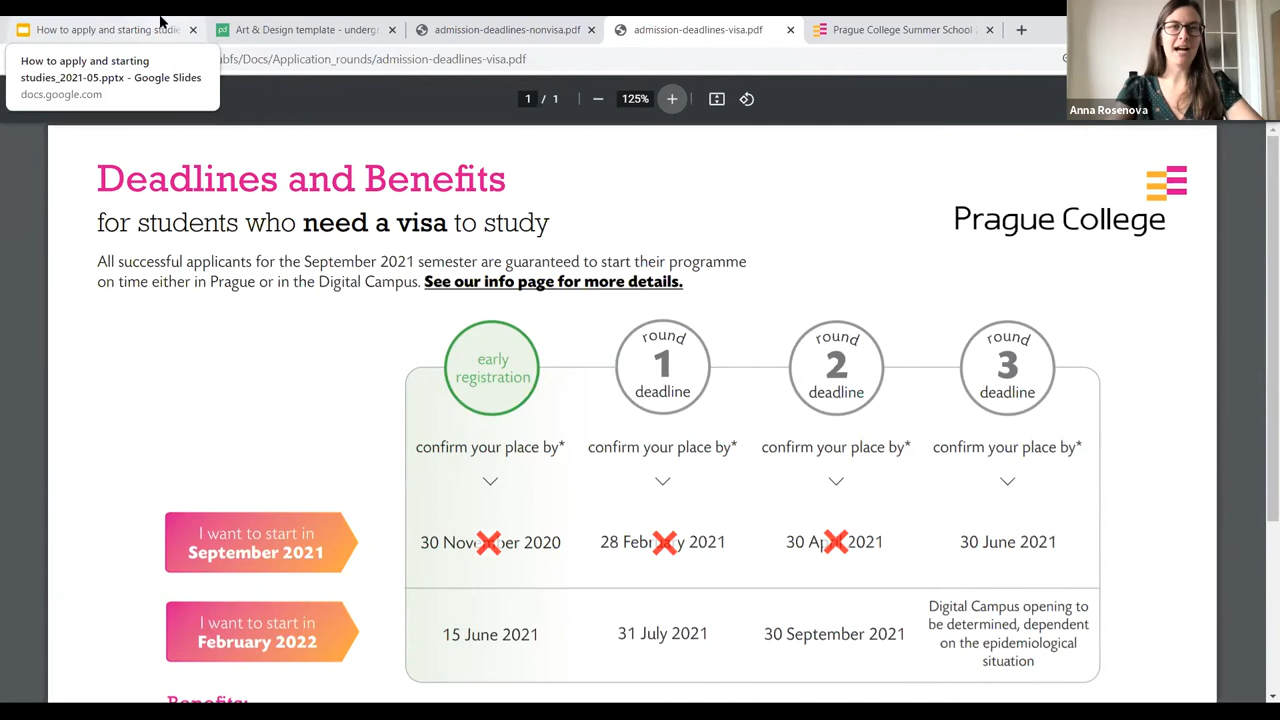 How to apply and starting studie
Art & Design template - underg
admission-deadlines-nonvisa.pdf
admission-deadlines-visa.pdf
Prague College Summer School
How to apply and starting
studies_2021-05.pptx - Google Slides
docs.google.com
ubfs/Docs/Application_rounds/admission-deadlines-visa.pdf
1 / 1
125%
Anna Rosenova
Deadlines and Benefits
for students who need a visa to study
Prague College
All successful applicants for the September 2021 semester are guaranteed to start their programme
on time either in Prague or in the Digital Campus. See our info page for more details.
early
registration
round
1
deadline
round
2
deadline
round
3
deadline
confirm your place by*
confirm your place by*
confirm your place by*
confirm your place by*
I want to start in
September 2021
30 November 2020
28 February 2021
30 April 2021
30 June 2021
I want to start in
February 2022
15 June 2021
31 July 2021
30 September 2021
Digital Campus opening to
be determined, dependent
on the epidemiological
situation
Benefits: